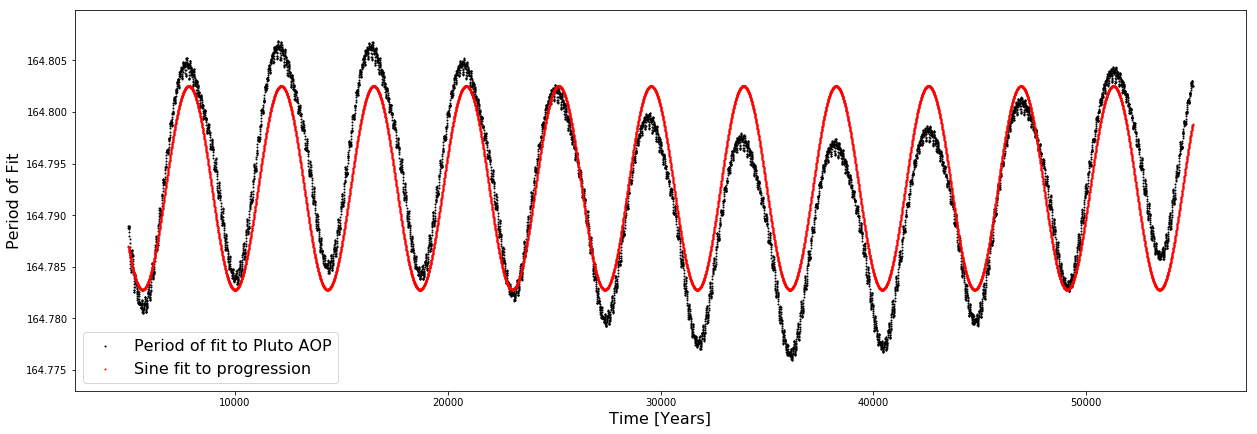 164.805
164.800
164.795
164.790
164.785
164.780
164.775
Period of Fit
Period of fit to Pluto AOP
Sine fit to progression
10000 20000 30000 40000 50000
Time [Years]